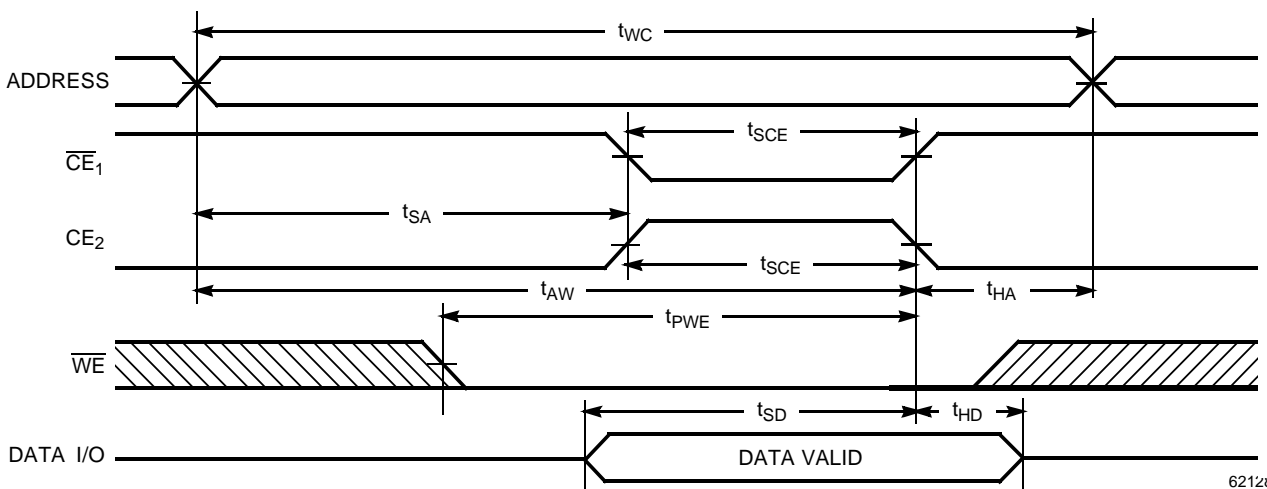 tWC
ADDRESS
tSCE
CE1
tSA
CE2
tSCE
tAW
tHA
tPWE
WE
tSD
tHD
DATA I/O
DATA VALID